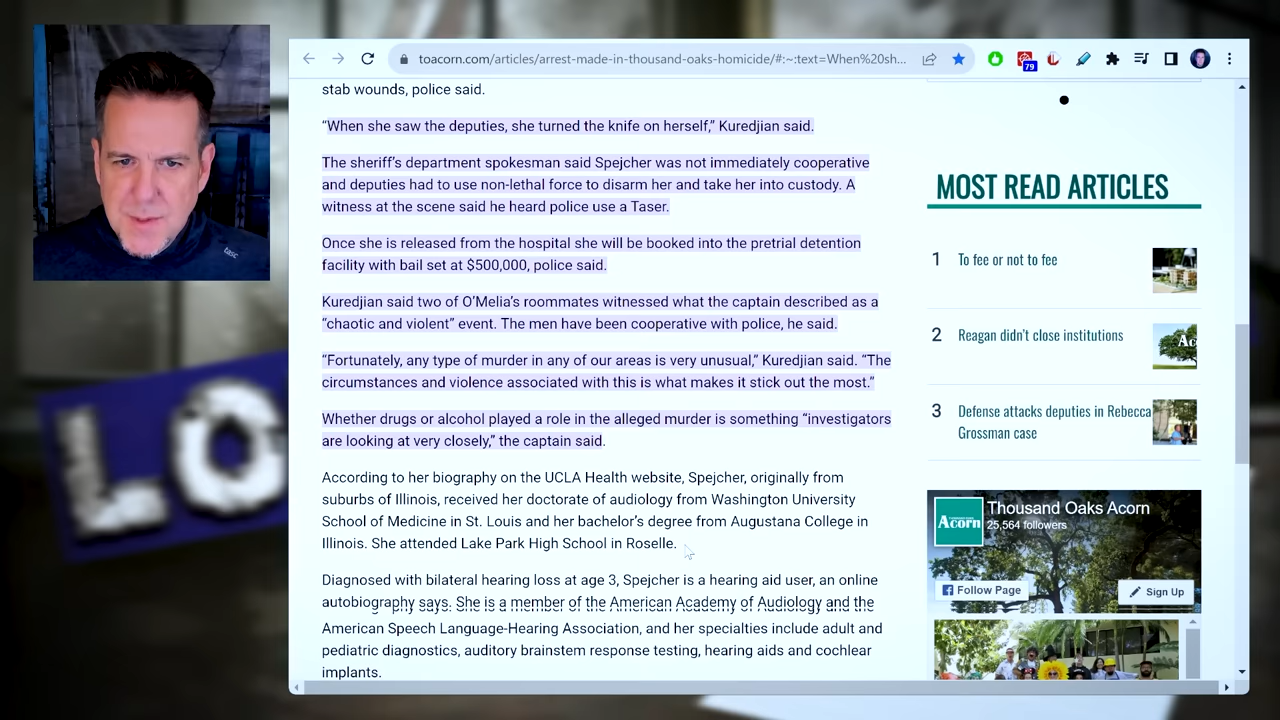 toacorn.com/articles/arrest-made-in-thousand-oaks-homicide/#:~:text=When%20sh...
79
stab wounds, police said.
“When she saw the deputies, she turned the knife on herself,” Kuredjian said.
The sheriff’s department spokesman said Spejcher was not immediately cooperative
and deputies had to use non-lethal force to disarm her and take her into custody. A
witness at the scene said he heard police use a Taser.
Once she is released from the hospital she will be booked into the pretrial detention
facility with bail set at $500,000, police said.
Kuredjian said two of O’Melia’s roommates witnessed what the captain described as a
“chaotic and violent” event. The men have been cooperative with police, he said.
“Fortunately, any type of murder in any of our areas is very unusual,” Kuredjian said. “The
circumstances and violence associated with this is what makes it stick out the most.”
Whether drugs or alcohol played a role in the alleged murder is something “investigators
are looking at very closely,” the captain said.
According to her biography on the UCLA Health website, Spejcher, originally from
suburbs of Illinois, received her doctorate of audiology from Washington University
School of Medicine in St. Louis and her bachelor’s degree from Augustana College in
Illinois. She attended Lake Park High School in Roselle.
Diagnosed with bilateral hearing loss at age 3, Spejcher is a hearing aid user, an online
autobiography says. She is a member of the American Academy of Audiology and the
American Speech Language-Hearing Association, and her specialties include adult and
pediatric diagnostics, auditory brainstem response testing, hearing aids and cochlear
implants.
MOST READ ARTICLES
1 To fee or not to fee
2 Reagan didn’t close institutions
Ac
3 Defense attacks deputies in Rebecca
Grossman case
Acorn
Thousand Oaks Acorn
25,564 followers
Follow Page
Sign Up
tasc
LO